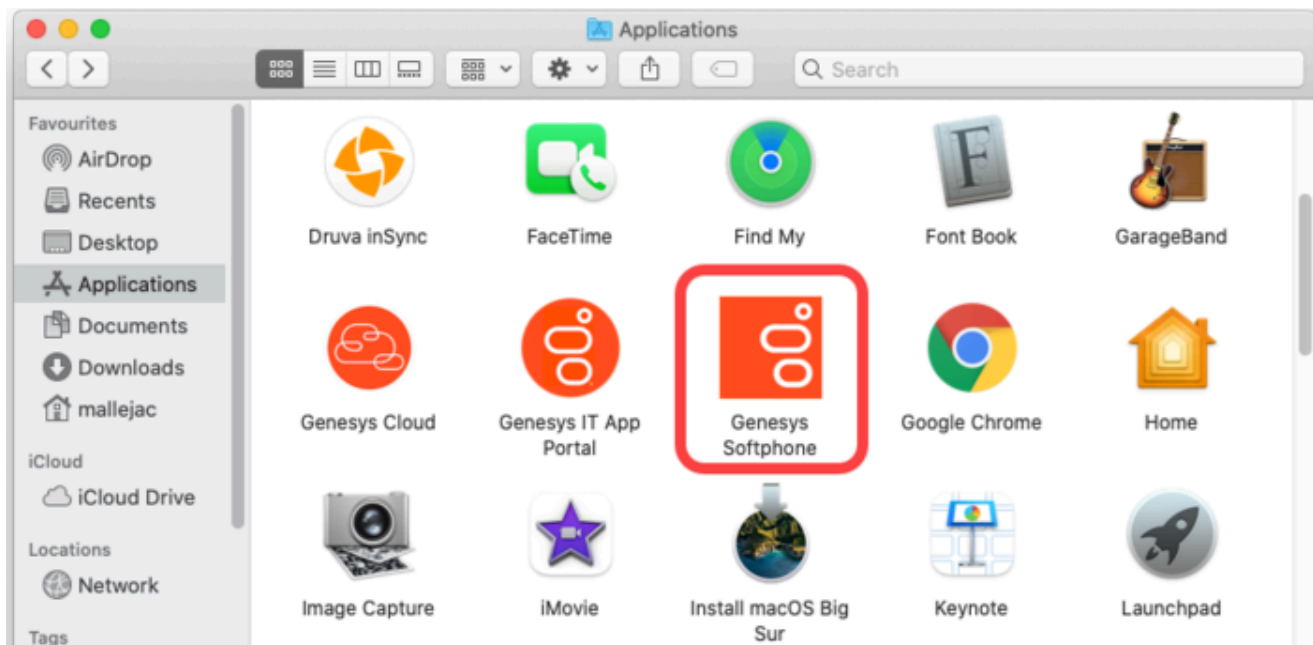 Applications
Search
Favourites
AirDrop
Recents
Desktop
Applications
Documents
Downloads
mallejac
iCloud
iCloud Drive
Locations
Network
Tags
Druva inSync
FaceTime
Find My
Font Book
GarageBand
Genesys Cloud
Genesys IT App
Portal
Genesys
Softphone
Google Chrome
Home
Image Capture
iMovie
Install macOS Big
Sur
Keynote
Launchpad